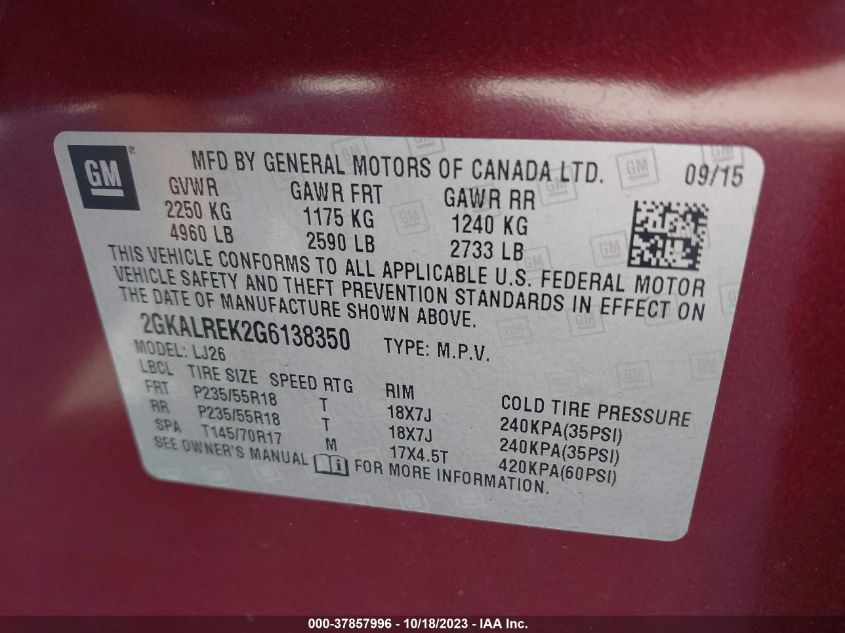 GM ® MFD BY GENERAL MOTORS OF CANADA LTD. 09/15
GVWR GAWR FRT GAWR RR
2250 KG 1175 KG 1240 KG
4960 LB 2590 LB 2733 LB
THIS VEHICLE CONFORMS TO ALL APPLICABLE U.S. FEDERAL MOTOR
VEHICLE SAFETY AND THEFT PREVENTION STANDARDS IN EFFECT ON
THE DATE OF MANUFACTURE SHOWN ABOVE.
2GKALREK2G6138350 TYPE: M.P.V.
MODEL: LJ26
LBCL TIRE SIZE SPEED RTG RIM COLD TIRE PRESSURE
FRT P235/55R18 T 18X7J 240KPA(35PSI)
RR P235/55R18 T 18X7J 240KPA(35PSI)
SPA T145/70R17 M 17X4.5T 420KPA(60PSI)
SEE OWNER'S MANUAL i FOR MORE INFORMATION.
000-37857996 - 10/18/2023 - IAA Inc.